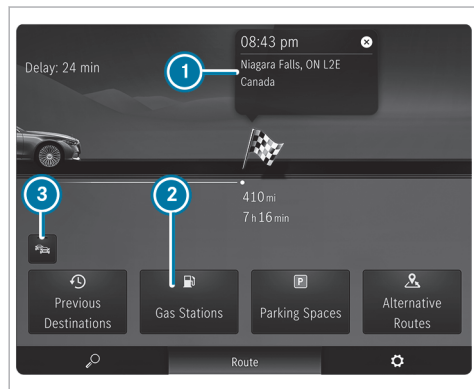 08:43 pm
Delay: 24 min
1
Niagara Falls, ON L2E
Canada
3
2
410 mi
7 h 16 min
P
Previous
Destinations
Gas Stations
Parking Spaces
Alternative
Routes
Route